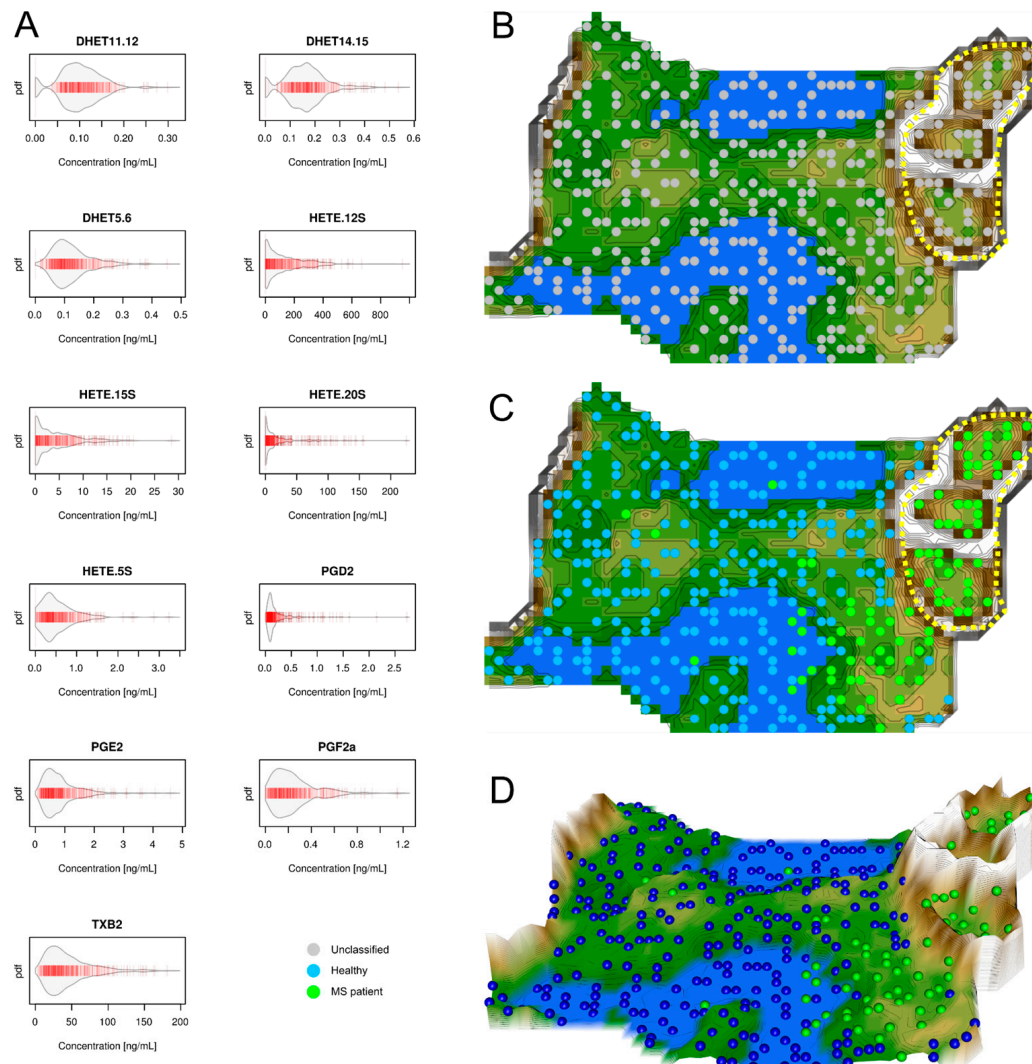 A
B
DHET11.12
DHET14.15
pdf
pdf
0.00 0.10 0.20 0.30
0.0 0.1 0.2 0.3 0.4 0.5 0.6
Concentration [ng/mL]
Concentration [ng/mL]
DHET5.6
HETE.12S
pdf
pdf
0.0 0.1 0.2 0.3 0.4 0.5
0 200 400 600 800
Concentration [ng/mL]
Concentration [ng/mL]
C
HETE.15S
HETE.20S
pdf
pdf
0 5 10 15 20 25 30
0 50 100 150 200
Concentration [ng/mL]
Concentration [ng/mL]
HETE.5S
PGD2
pdf
pdf
0.0 1.0 2.0 3.0
0.0 0.5 1.0 1.5 2.0 2.5
Concentration [ng/mL]
Concentration [ng/mL]
PGE2
PGF2a
pdf
pdf
0 1 2 3 4 5
0.0 0.2 0.4 0.6 0.8 1.0 1.2
Concentration [ng/mL]
Concentration [ng/mL]
D
TXB2
pdf
0 50 100 150 200
Concentration [ng/mL]
Unclassified
Healthy
MS patient